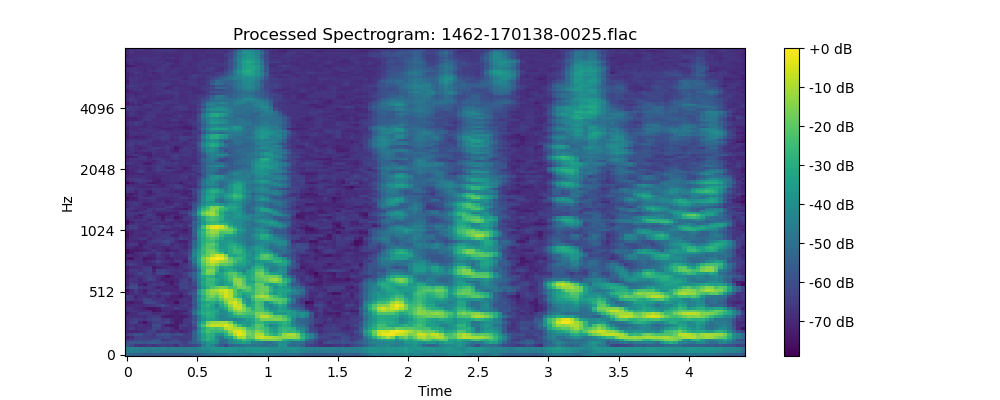 Processed Spectrogram: 1462-170138-0025.flac
Hz
4096
2048
1024
512
0
0 0.5 1 1.5 2 2.5 3 3.5 4
Time
+0 dB
-10 dB
-20 dB
-30 dB
-40 dB
-50 dB
-60 dB
-70 dB